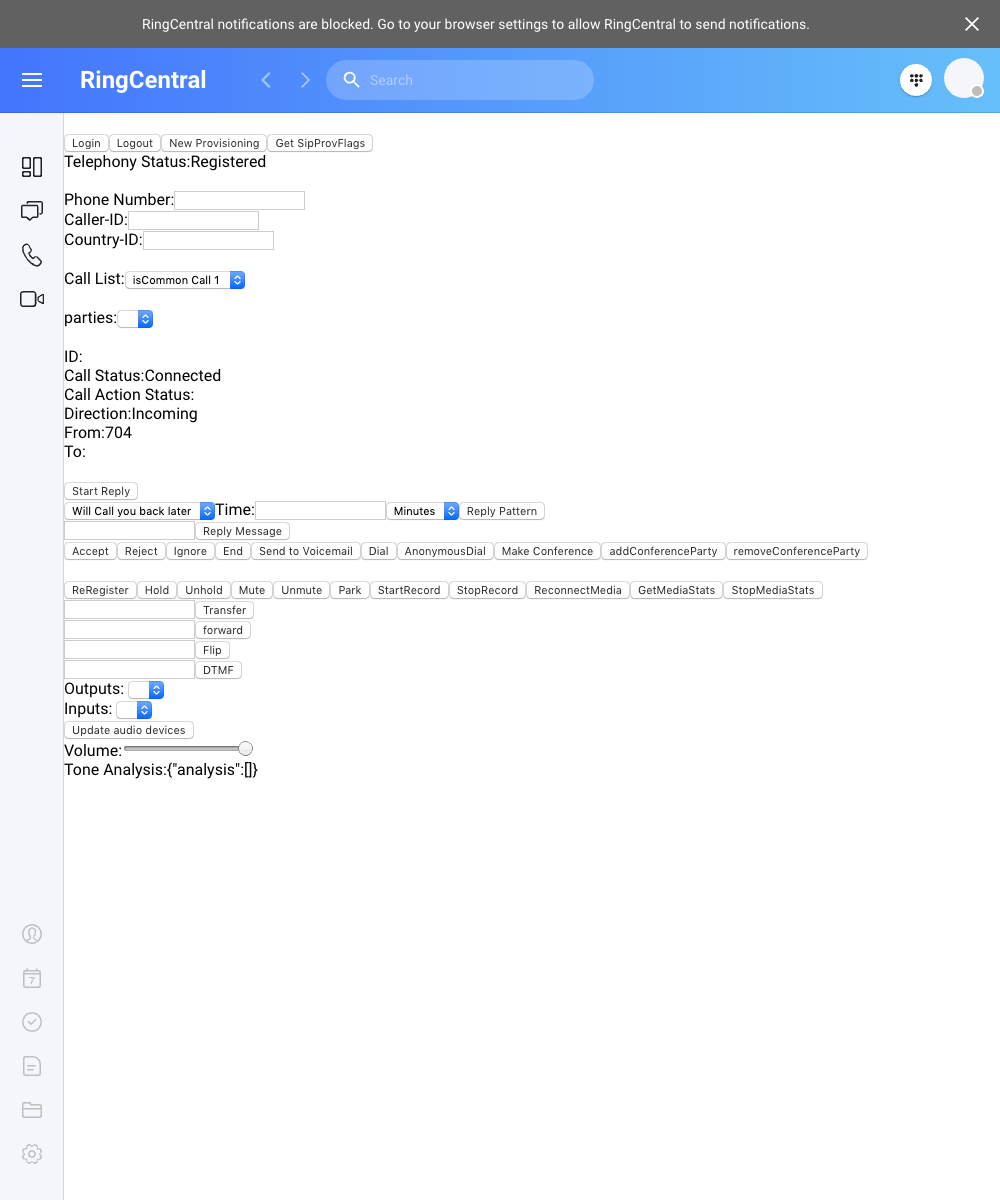 RingCentral notifications are blocked. Go to your browser settings to allow RingCentral to send notifications.
RingCentral
Search
Login Logout New Provisioning Get SipProvFlags
Telephony Status:Registered
Phone Number:
Caller-ID:
Country-ID:
Call List: isCommon Call 1
parties:
ID:
Call Status:Connected
Call Action Status:
Direction:Incoming
From:704
To:
Start Reply
Will Call you back later Time: Minutes Reply Pattern
Reply Message
Accept Reject Ignore End Send to Voicemail Dial AnonymousDial Make Conference addConferenceParty removeConferenceParty
ReRegister Hold Unhold Mute Unmute Park StartRecord StopRecord ReconnectMedia GetMediaStats StopMediaStats
Transfer
forward
Flip
DTMF
Outputs:
Inputs:
Update audio devices
Volume:
Tone Analysis:{"analysis":[]}
7